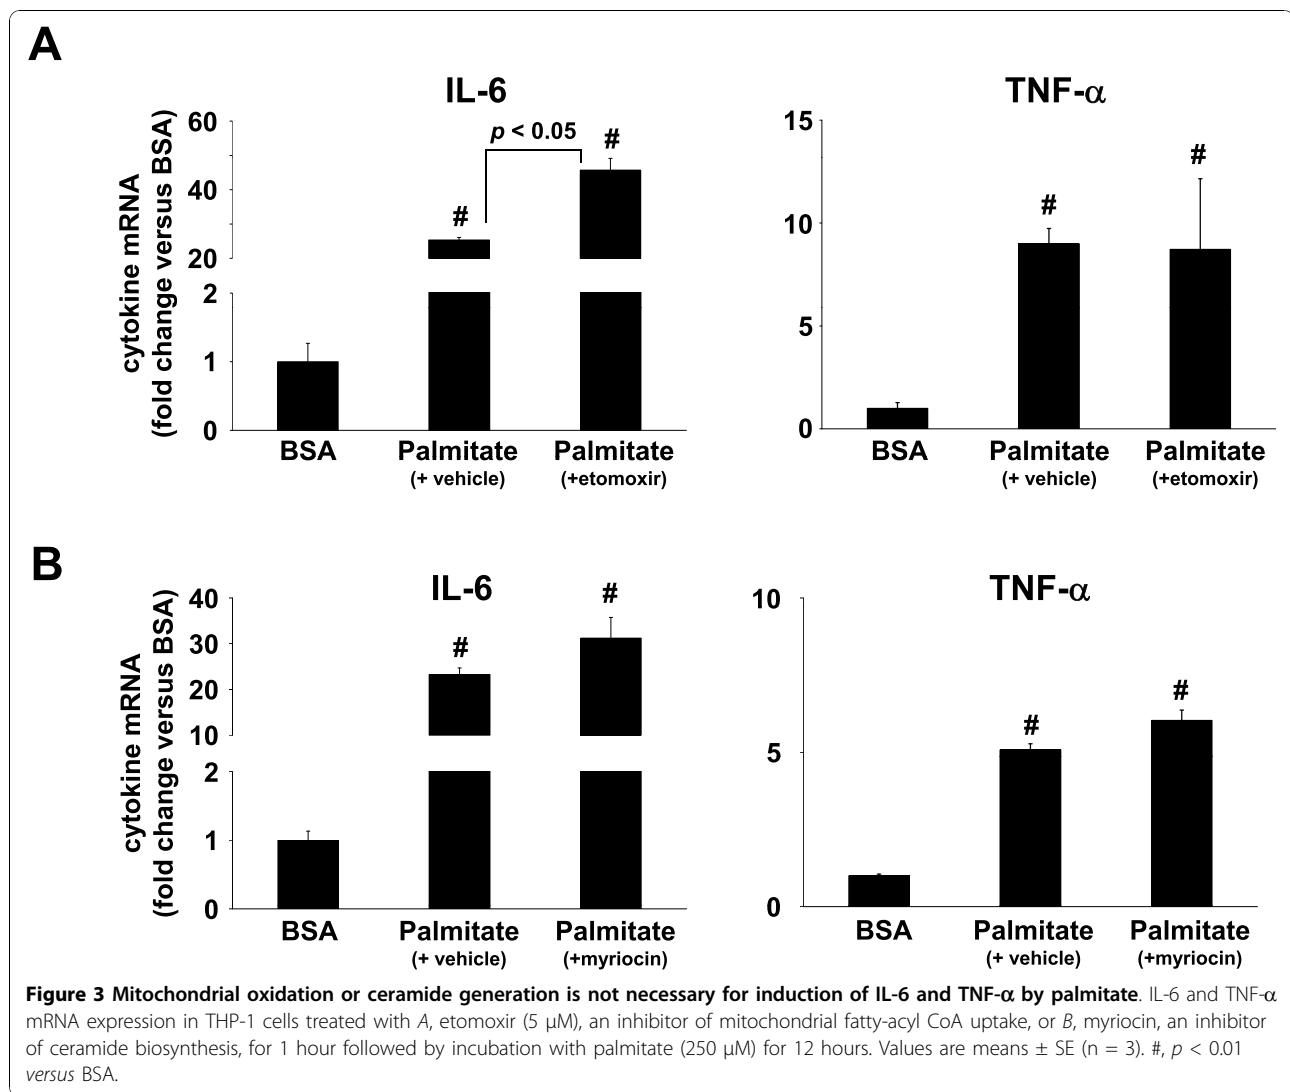 A
IL-6
TNF-α
cytokine mRNA
(fold change versus BSA)
60
40
20
2
1
0
p < 0.05
#
#
BSA
Palmitate
(+ vehicle)
Palmitate
(+etomoxir)
15
10
5
0
#
#
BSA
Palmitate
(+ vehicle)
Palmitate
(+etomoxir)
B
IL-6
TNF-α
cytokine mRNA
(fold change versus BSA)
40
30
20
10
2
1
0
#
#
BSA
Palmitate
(+ vehicle)
Palmitate
(+myriocin)
10
5
0
#
#
BSA
Palmitate
(+ vehicle)
Palmitate
(+myriocin)
Figure 3 Mitochondrial oxidation or ceramide generation is not necessary for induction of IL-6 and TNF-α by palmitate. IL-6 and TNF-α
mRNA expression in THP-1 cells treated with A, etomoxir (5 μM), an inhibitor of mitochondrial fatty-acyl CoA uptake, or B, myriocin, an inhibitor
of ceramide biosynthesis, for 1 hour followed by incubation with palmitate (250 μM) for 12 hours. Values are means ± SE (n = 3). #, p < 0.01
versus BSA.